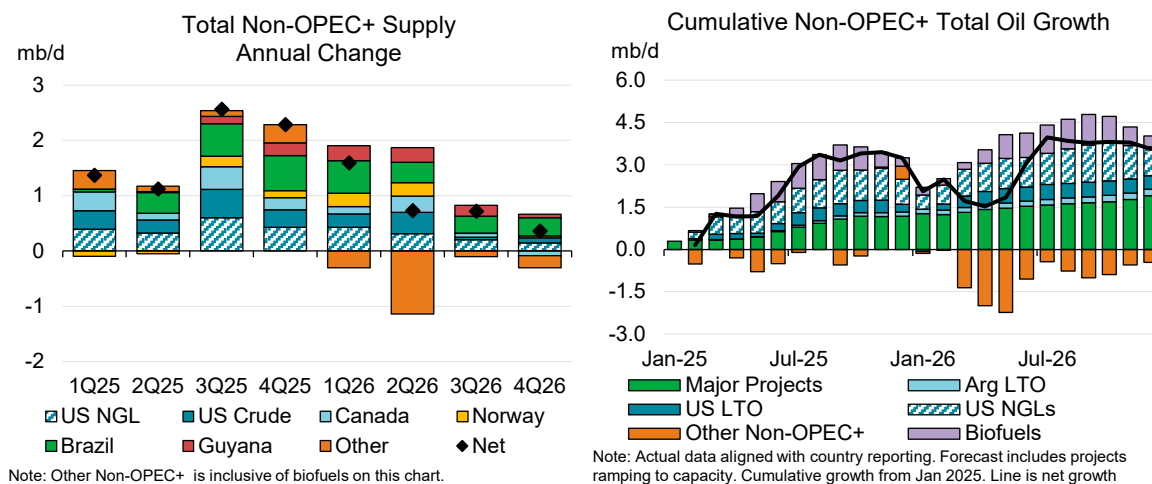 Total Non-OPEC+ Supply
Annual Change
mb/d
3
2
1
0
-1
-2
1Q25 2Q25 3Q25 4Q25 1Q26 2Q26 3Q26 4Q26
US NGL US Crude Canada Norway
Brazil Guyana Other Net
Note: Other Non-OPEC+ is inclusive of biofuels on this chart.
Cumulative Non-OPEC+ Total Oil Growth
mb/d
6.0
4.5
3.0
1.5
0.0
-1.5
-3.0
Jan-25 Jul-25 Jan-26 Jul-26
Major Projects Arg LTO
US LTO US NGLs
Other Non-OPEC+ Biofuels
Note: Actual data aligned with country reporting. Forecast includes projects
ramping to capacity. Cumulative growth from Jan 2025. Line is net growth